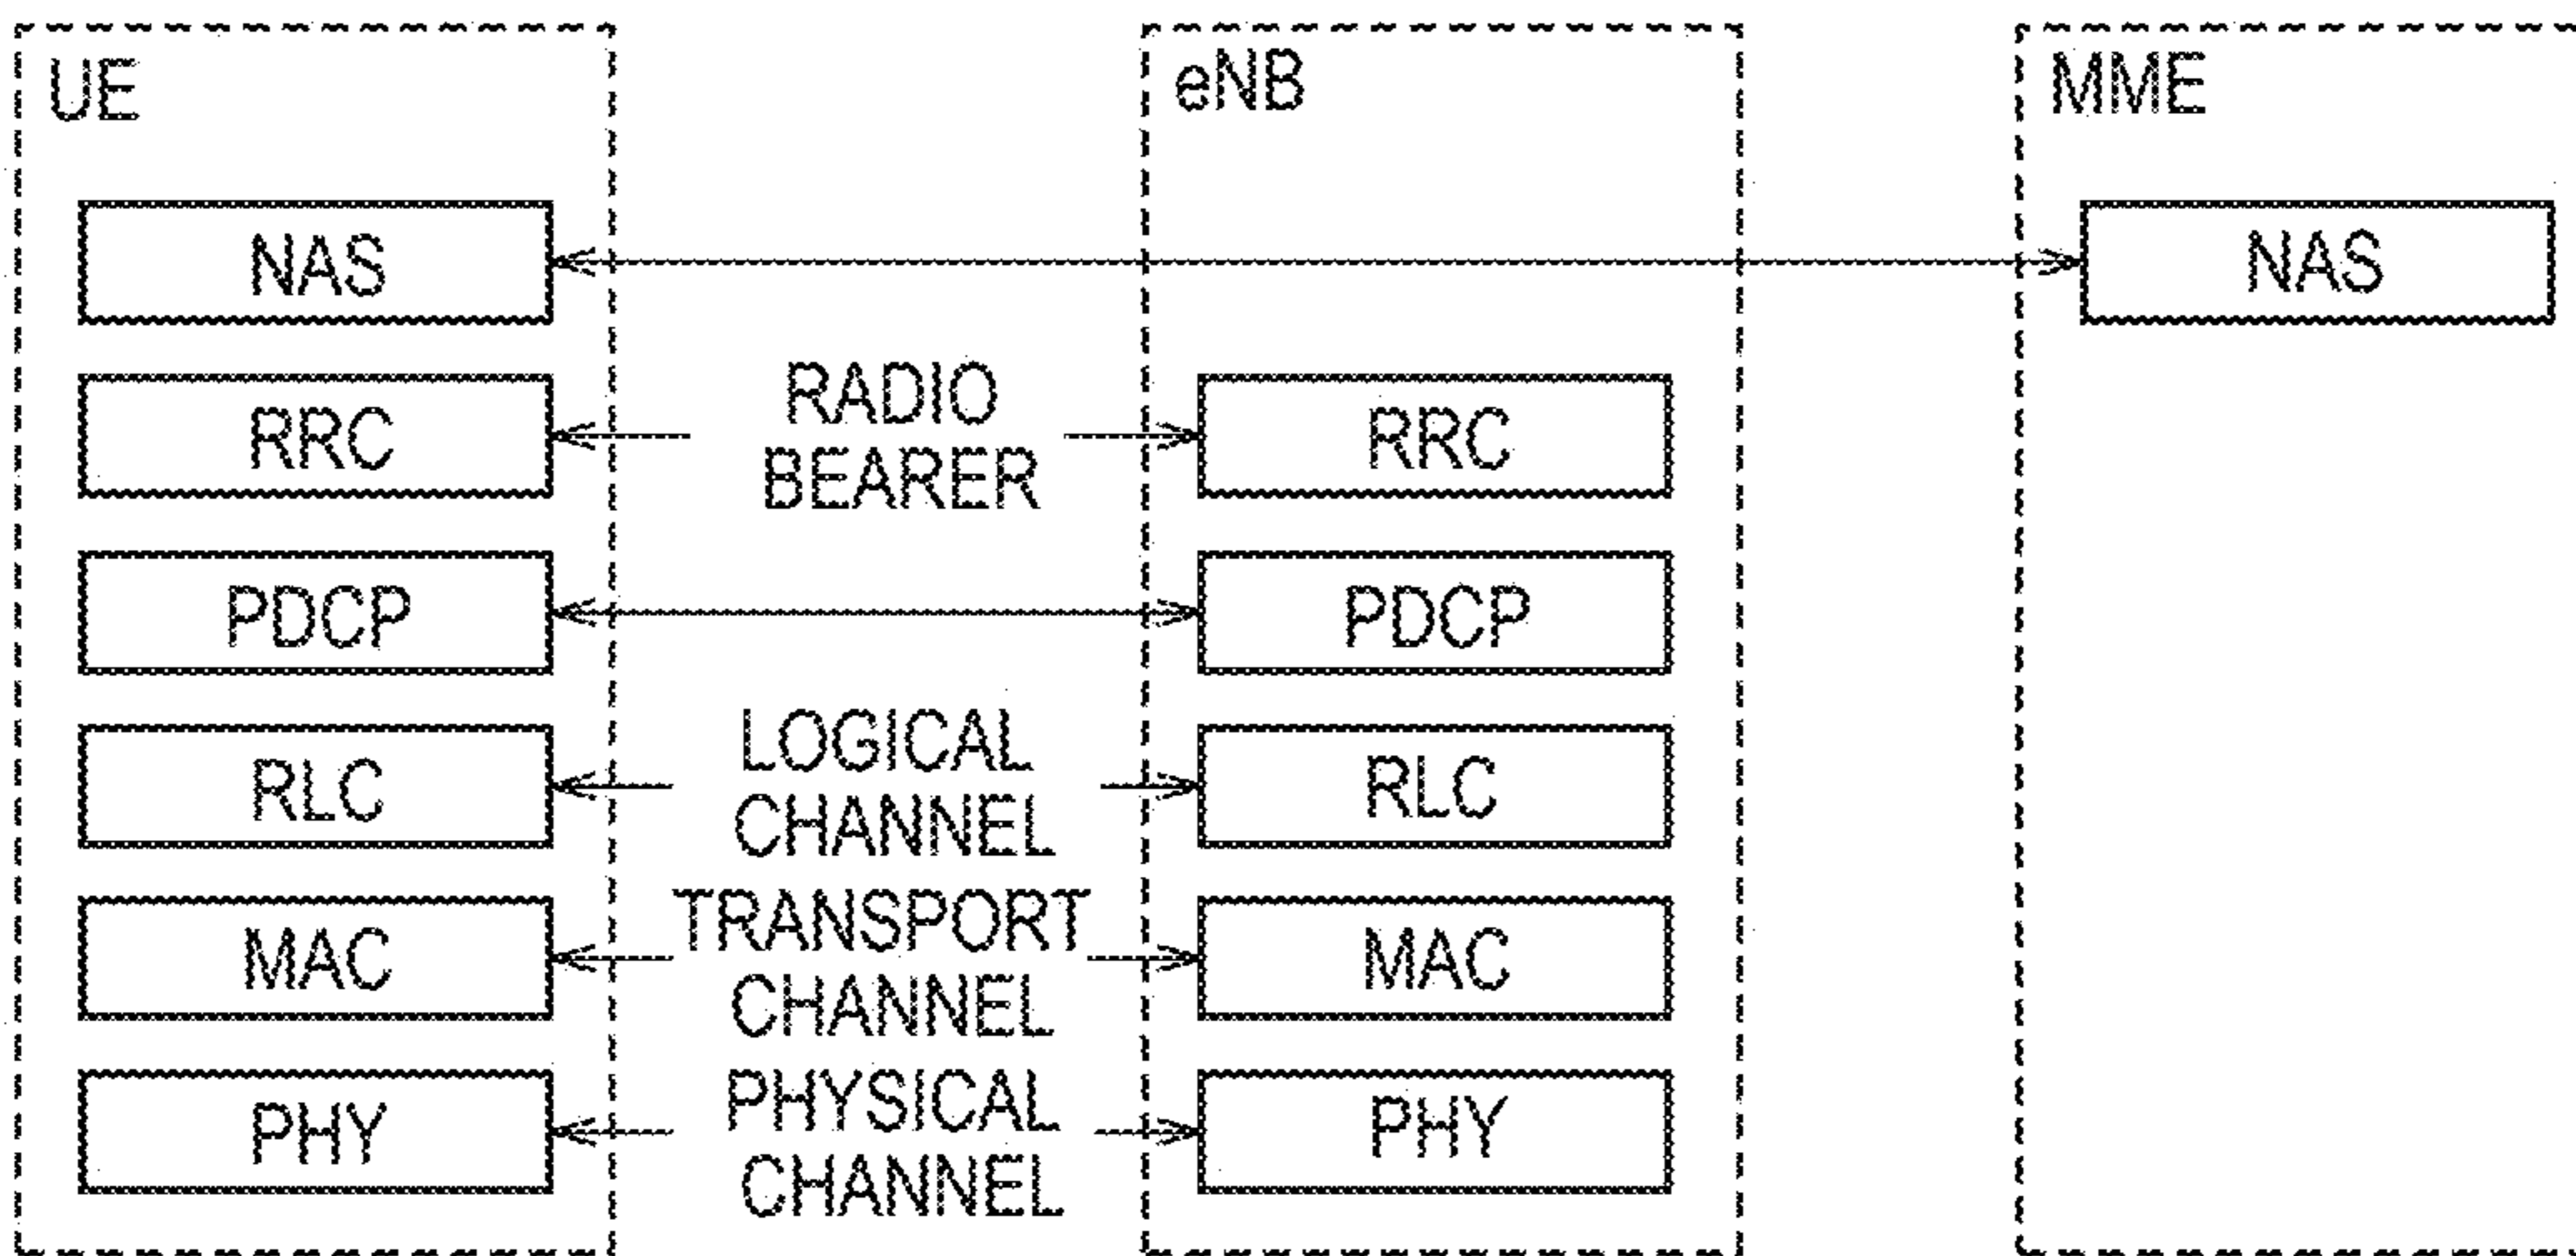 UE
eNB
MME
NAS
NAS
RRC
RADIO
BEARER
RRC
PDCP
PDCP
RLC
LOGICAL
CHANNEL
RLC
MAC
TRANSPORT
CHANNEL
MAC
PHY
PHYSICAL
CHANNEL
PHY